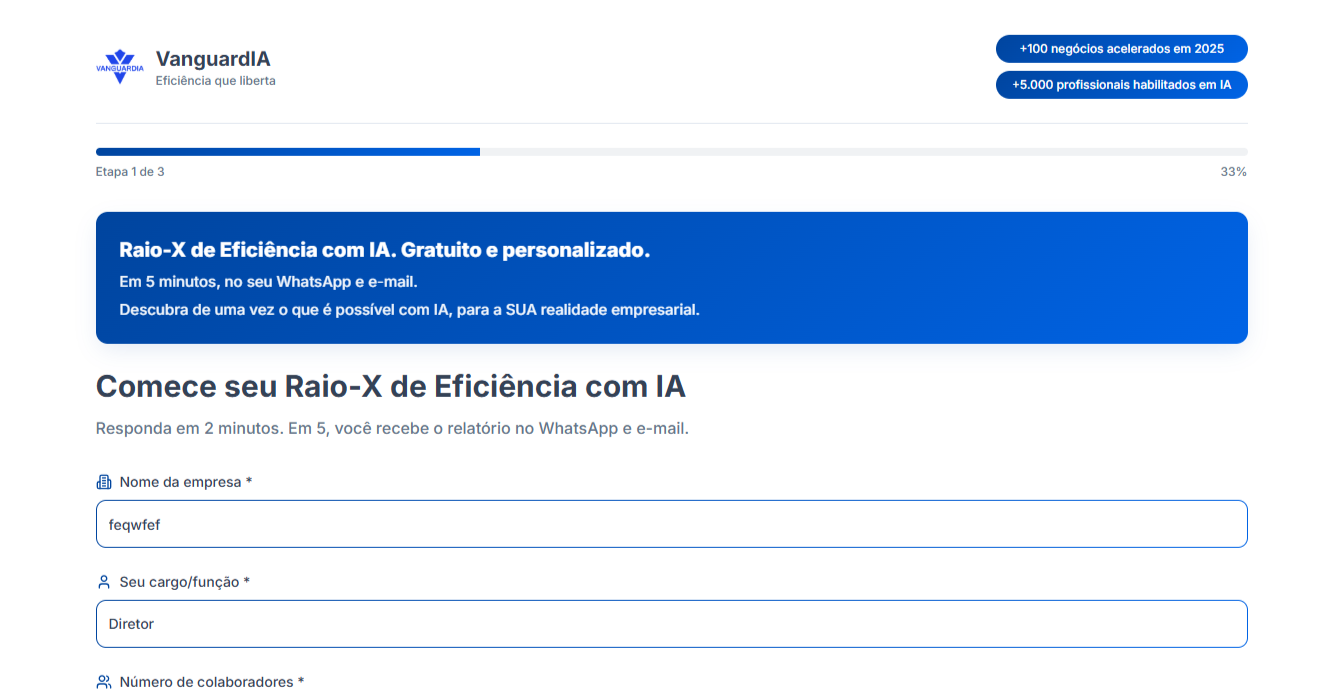 VANGUARDIA
VanguardIA
Eficiência que liberta
+100 negócios acelerados em 2025
+5.000 profissionais habilitados em IA
Etapa 1 de 3
33%
Raio-X de Eficiência com IA. Gratuito e personalizado.
Em 5 minutos, no seu WhatsApp e e-mail.
Descubra de uma vez o que é possível com IA, para a SUA realidade empresarial.
Comece seu Raio-X de Eficiência com IA
Responda em 2 minutos. Em 5, você recebe o relatório no WhatsApp e e-mail.
Nome da empresa *
feqwfef
Seu cargo/função *
Diretor
Número de colaboradores *